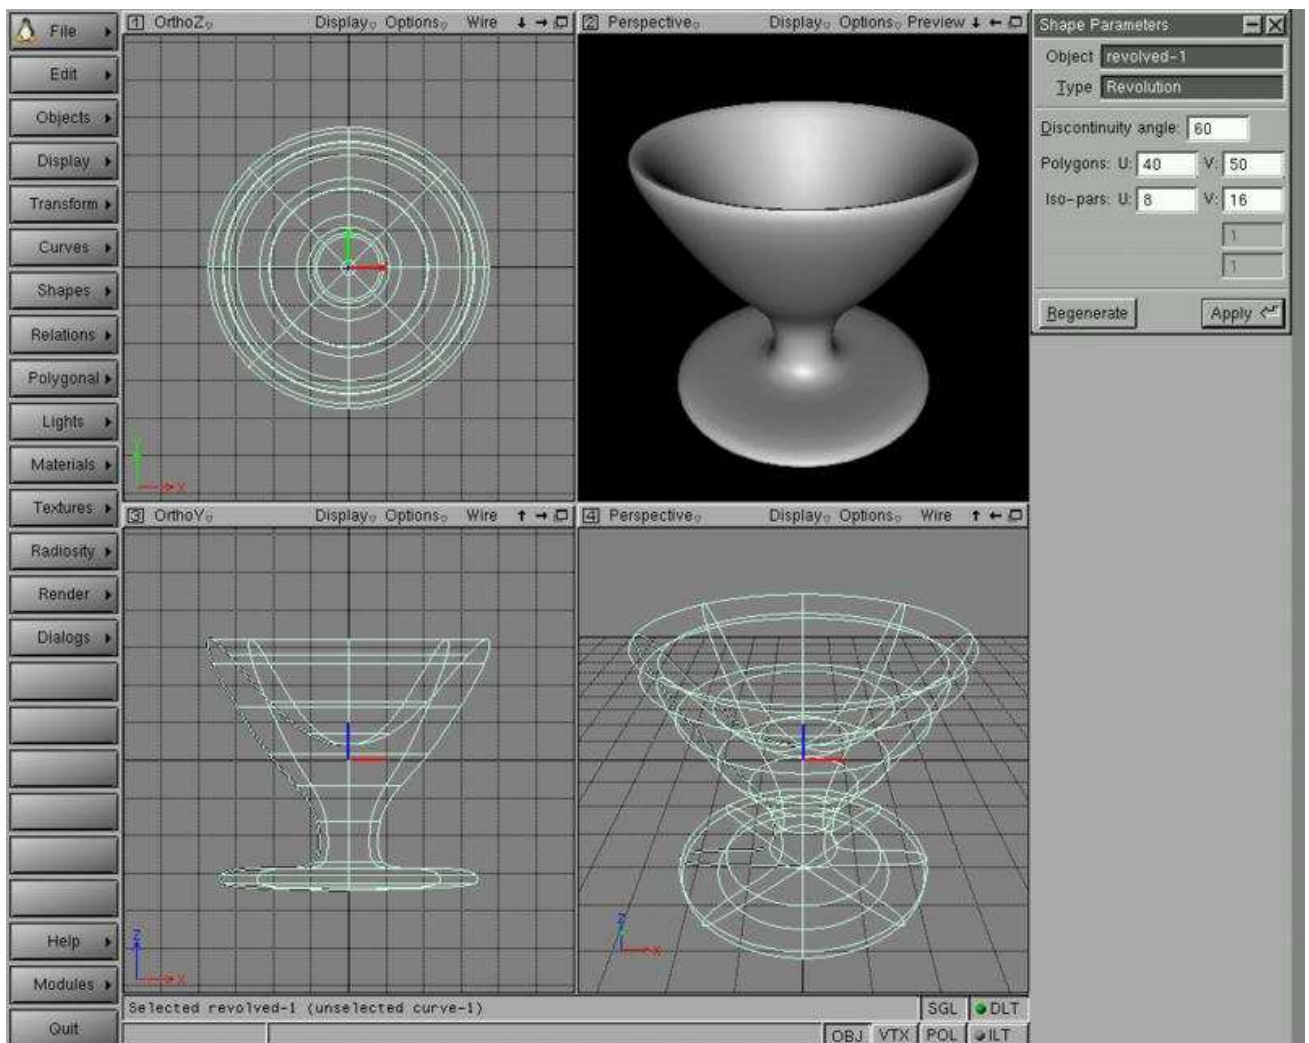 File
Edit
Objects
Display
Transform
Curves
Shapes
Relations
Polygonal
Lights
Materials
Textures
Radiosity
Render
Dialogs
Help
Modules
Quit
1 OrthoZ Display Options Wire
Y
X
2 Perspective Display Options Preview
3 OrthoY Display Options Wire
Z
X
4 Perspective Display Options Wire
Z
X
Selected revolved-1 (unselected curve-1)
SGL DLT
OBJ VTX POL ILT
Shape Parameters
Object revolved-1
Type Revolution
Discontinuity angle: 60
Polygons: U: 40 V: 50
Iso-pars: U: 8 V: 16
1
1
Regenerate Apply